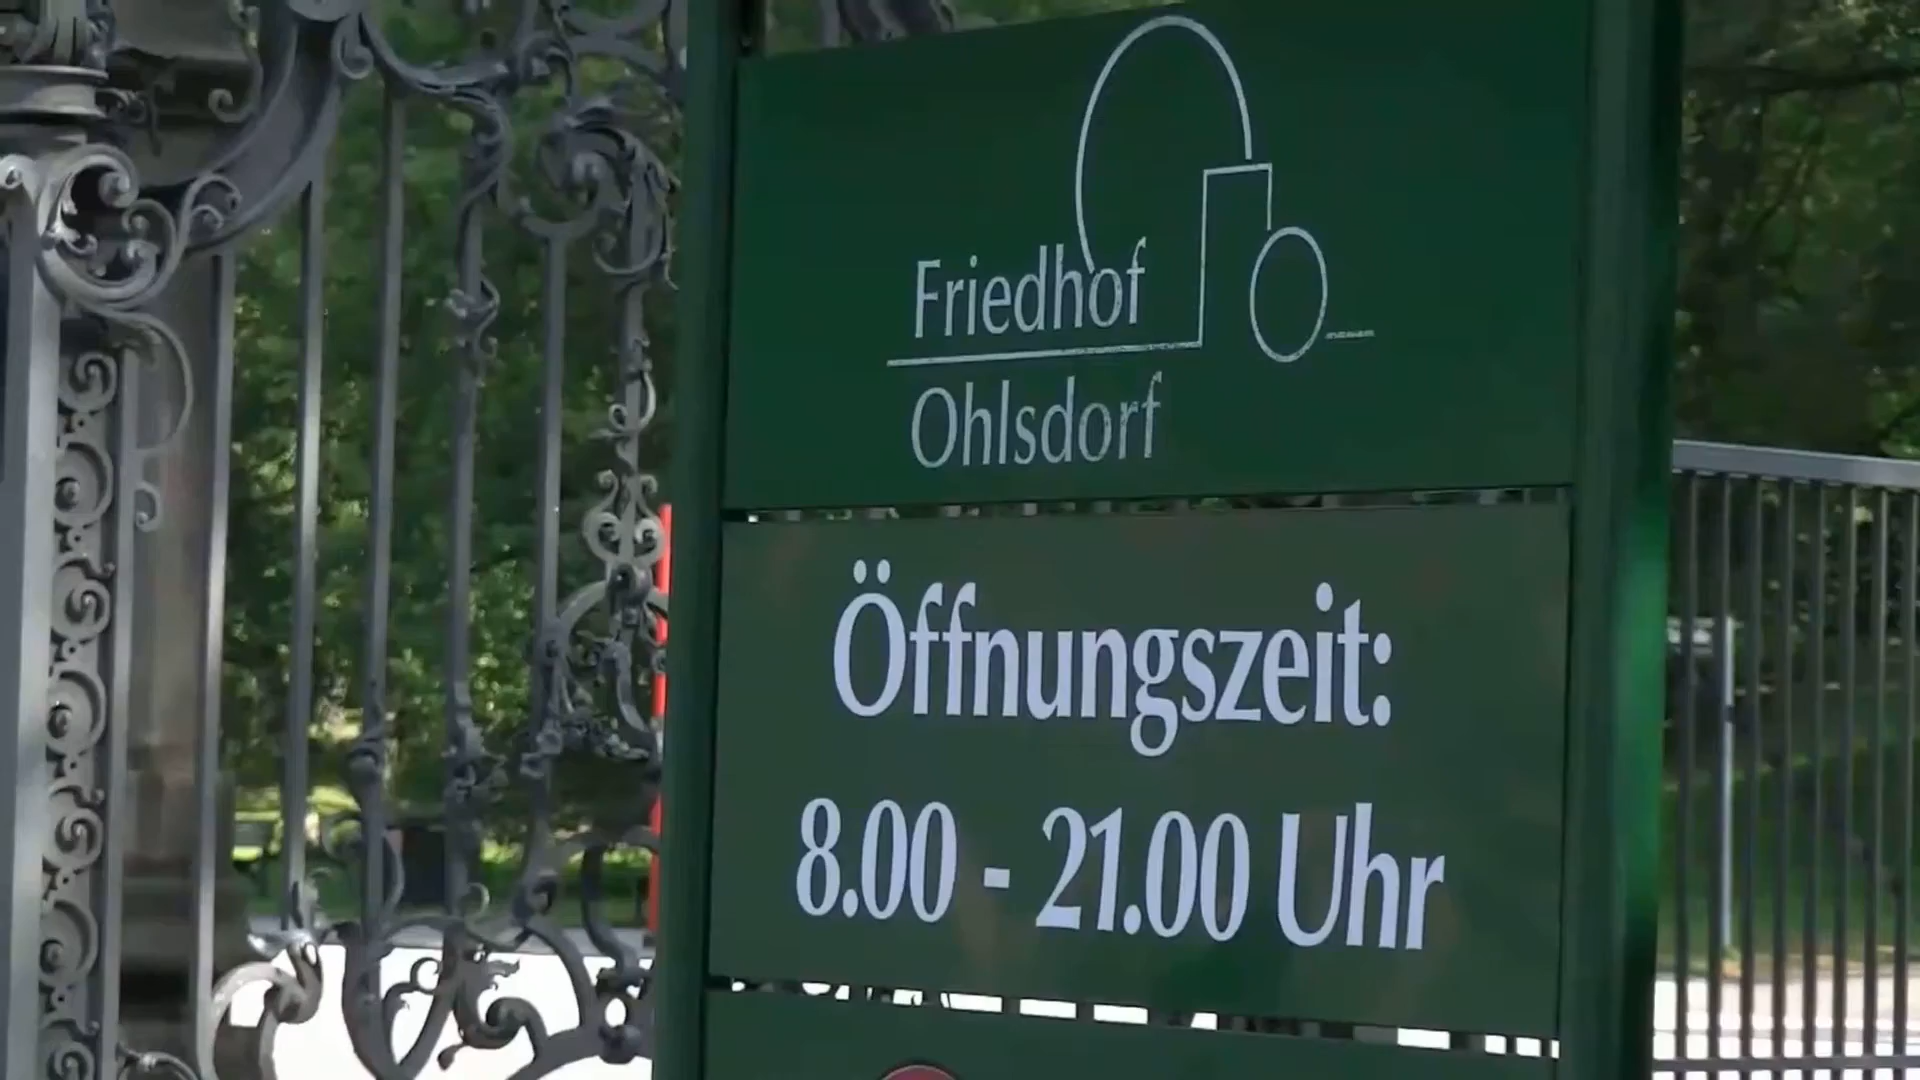 Friedhof
Ohlsdorf
Öffnungszeit:
8.00 - 21.00 Uhr